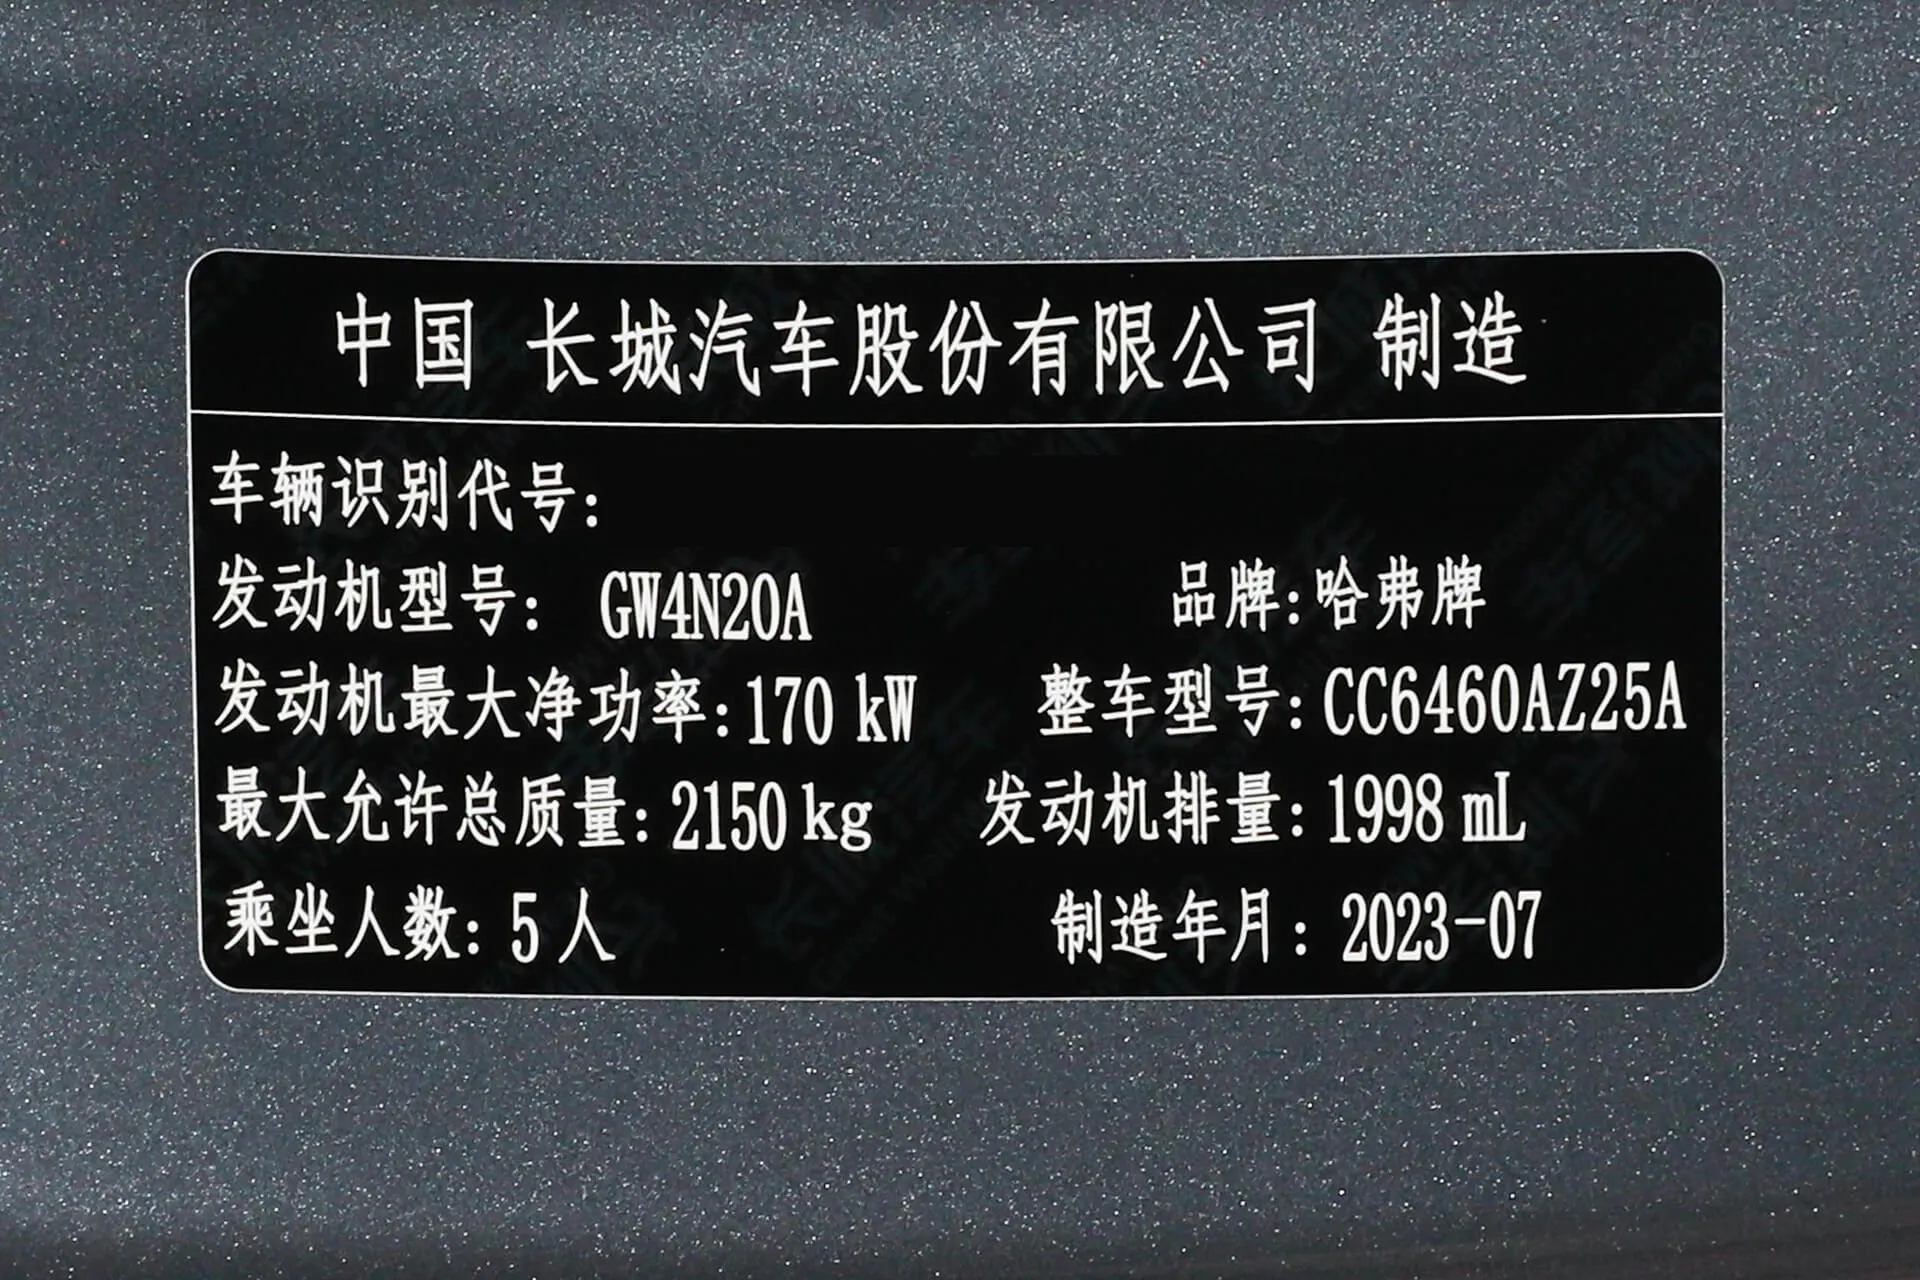 中国 长城汽车股份有限公司 制造
车辆识别代号:
发动机型号: GW4N20A 品牌:哈弗牌
发动机最大净功率:170 kW 整车型号:CC6460AZ25A
最大允许总质量:2150 kg 发动机排量:1998 mL
乘坐人数:5人 制造年月:2023-07